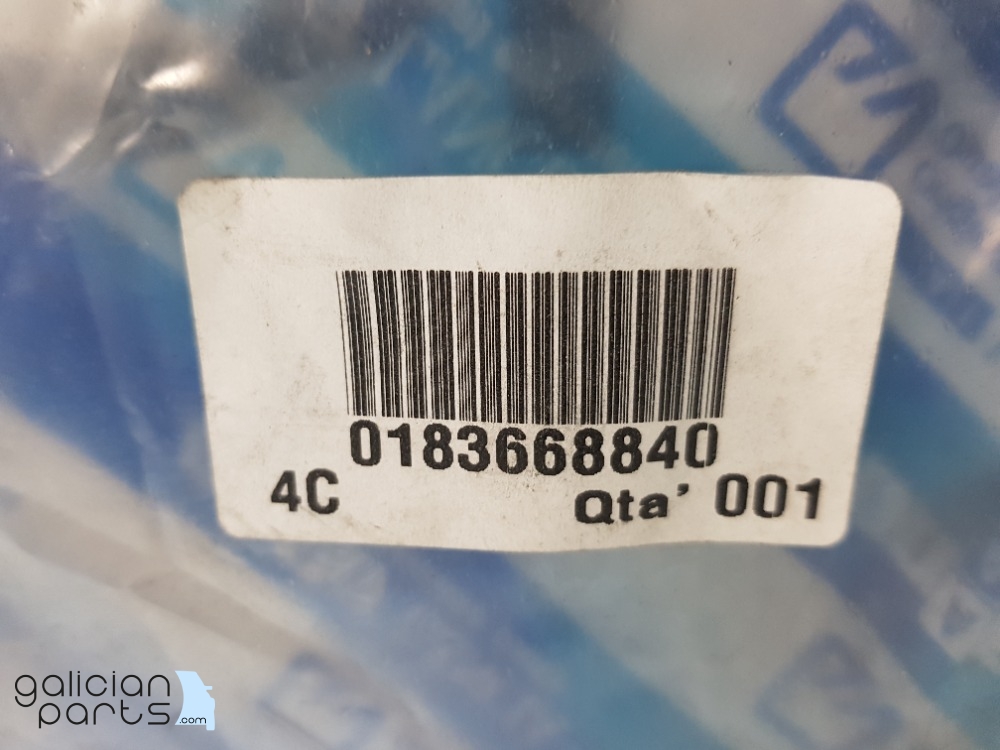 0183668840
4C Qta' 001
galician
parts.com